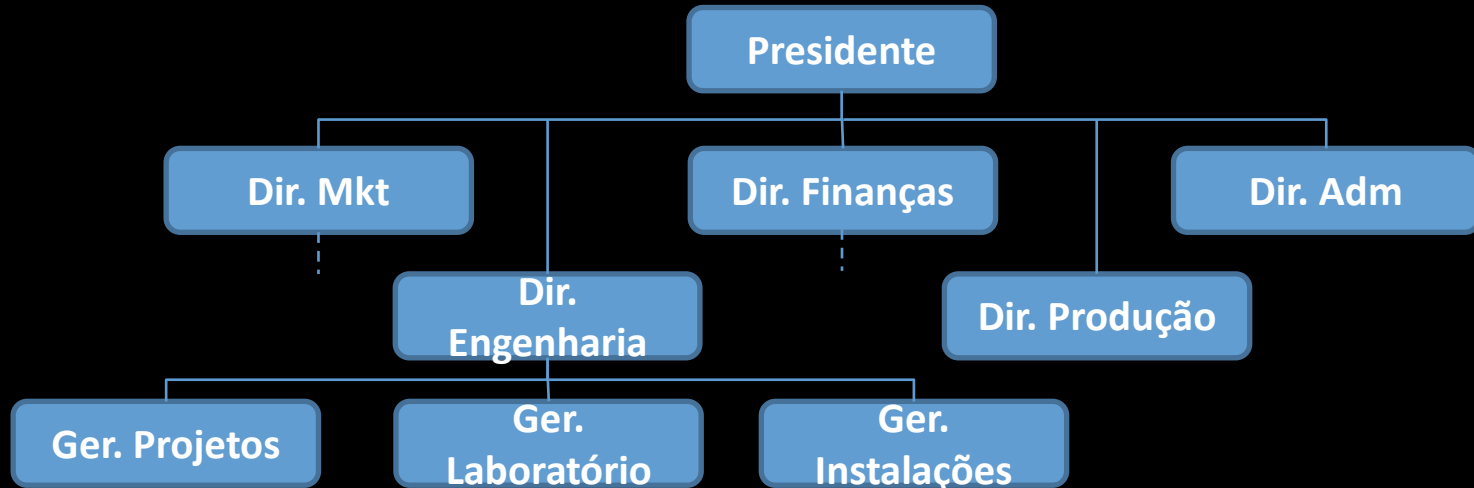 Presidente
Dir. Mkt
Dir. Finanças
Dir. Adm
Dir.
Engenharia
Dir. Produção
Ger. Projetos
Ger.
Laboratório
Ger.
Instalações